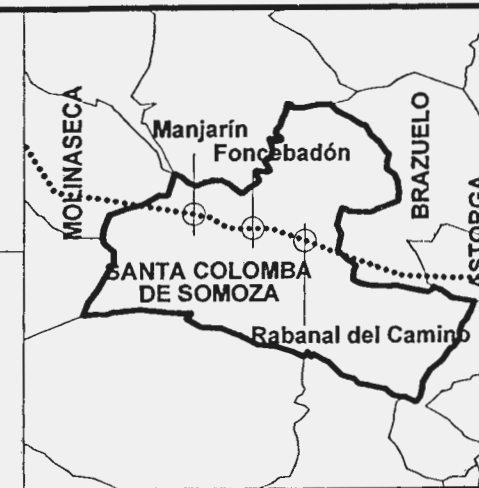 MOLINASECA
Manjarín
Foncebadón
BRAZUELO
ASTORGA
SANTA COLOMBA
DE SOMOZA
Rabanal del Camino